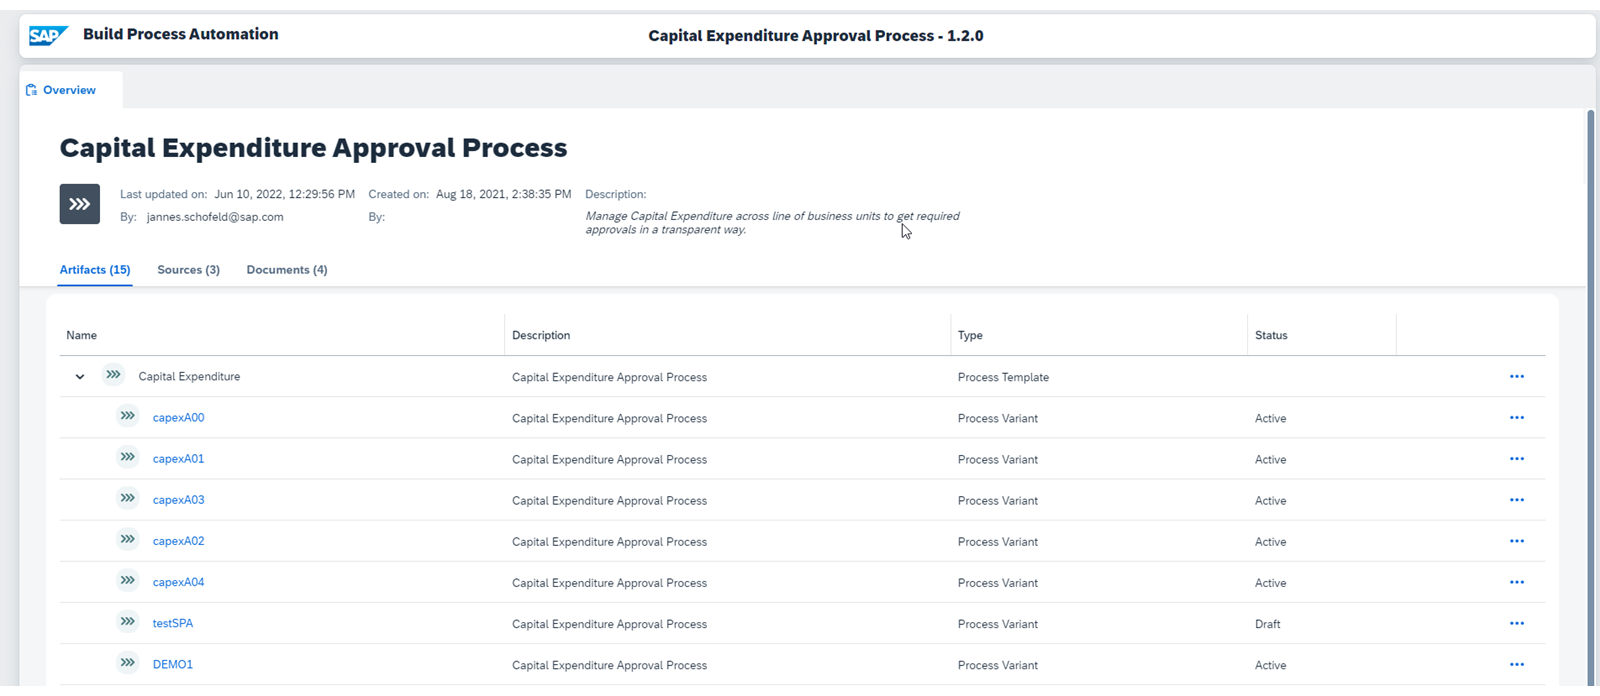 SAP Build Process Automation Capital Expenditure Approval Process - 1.2.0
Overview
Capital Expenditure Approval Process
Last updated on: Jun 10, 2022, 12:29:56 PM Created on: Aug 18, 2021, 2:38:35 PM Description:
By: jannes.schofeld@sap.com By: Manage Capital Expenditure across line of business units to get required
approvals in a transparent way.
Artifacts (15) Sources (3) Documents (4)
Name Description Type Status
Capital Expenditure Capital Expenditure Approval Process Process Template
capexA00 Capital Expenditure Approval Process Process Variant Active
capexA01 Capital Expenditure Approval Process Process Variant Active
capexA03 Capital Expenditure Approval Process Process Variant Active
capexA02 Capital Expenditure Approval Process Process Variant Active
capexA04 Capital Expenditure Approval Process Process Variant Active
testSPA Capital Expenditure Approval Process Process Variant Draft
DEMO1 Capital Expenditure Approval Process Process Variant Active